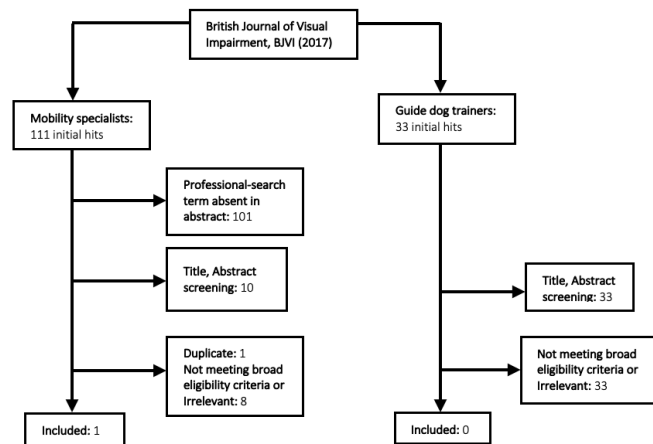 British Journal of Visual
Impairment, BJVI (2017)
Mobility specialists:
111 initial hits
Guide dog trainers:
33 initial hits
Professional-search
term absent in
abstract: 101
Title, Abstract
screening: 10
Title, Abstract
screening: 33
Duplicate: 1
Not meeting broad
eligibility criteria or
Irrelevant: 8
Not meeting broad
eligibility criteria or
Irrelevant: 33
Included: 1
Included: 0